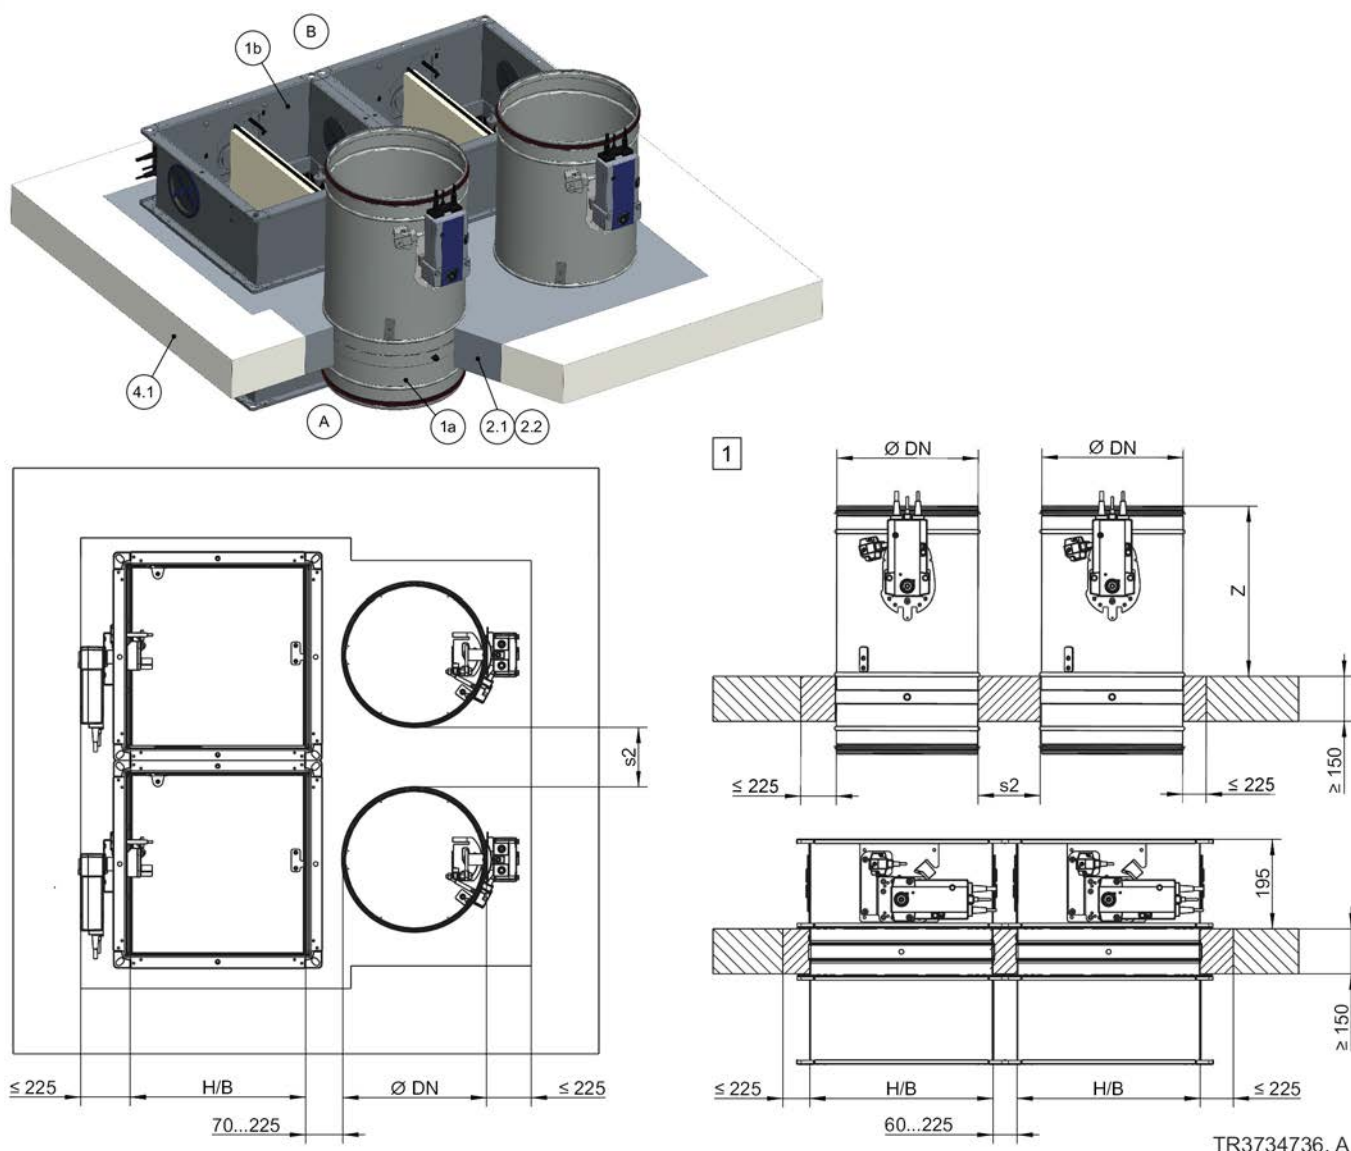 B
1b
4.1
A
1a
2.1
2.2
1
Ø DN
Ø DN
Z
≤ 225
s2
≤ 225
≥ 150
s2
195
≥ 150
≤ 225
H/B
H/B
≤ 225
60...225
≤ 225
H/B
Ø DN
≤ 225
70...225
TR3734736, A